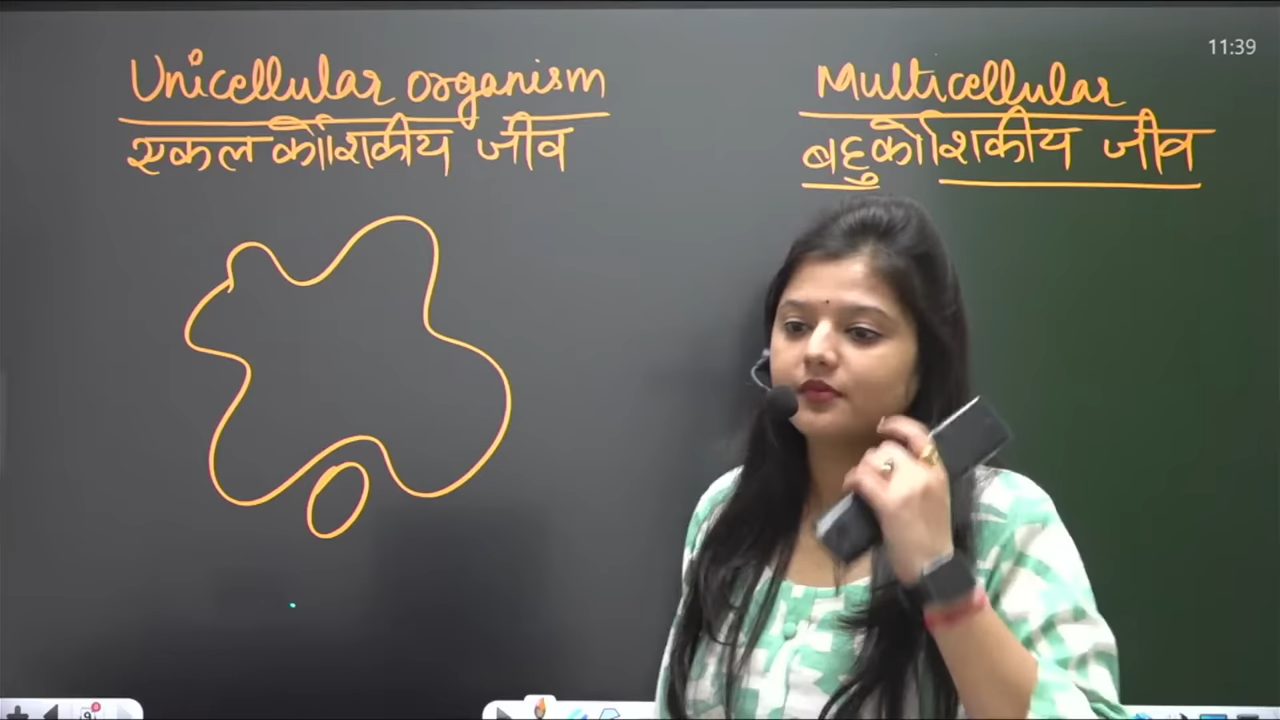 Unicellular organism
एकल कोशिकीय जीव
Multicellular
बहुकोशिकीय जीव
11:39